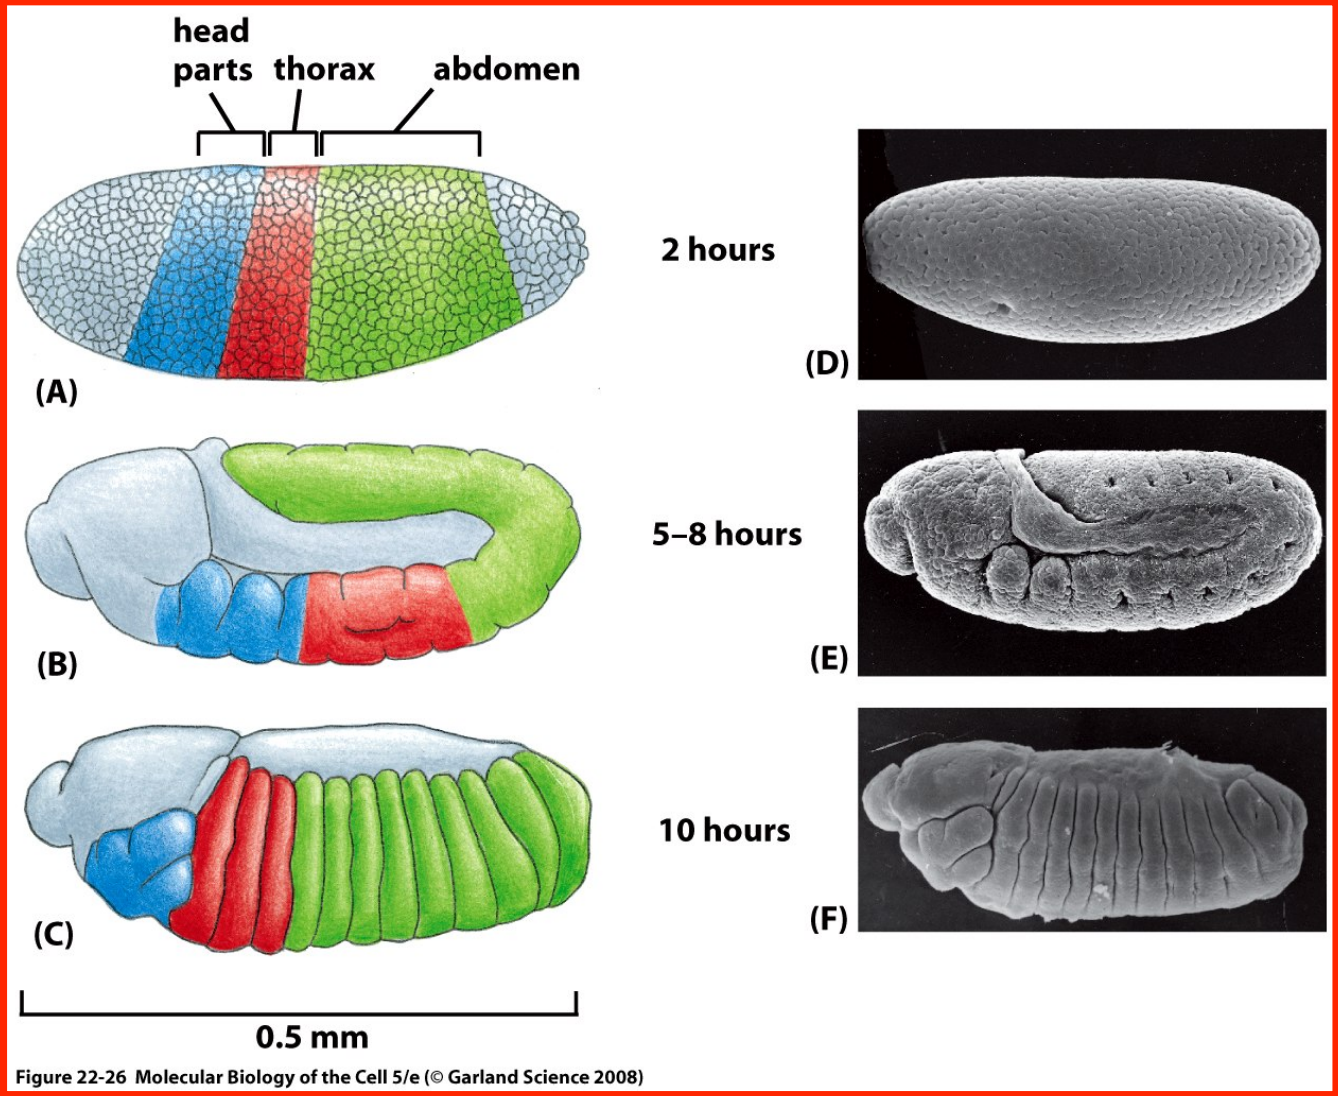 head
parts
thorax
abdomen
(A)
2 hours
(D)
(B)
5–8 hours
(E)
(C)
10 hours
(F)
0.5 mm
Figure 22-26 Molecular Biology of the Cell 5/e (© Garland Science 2008)